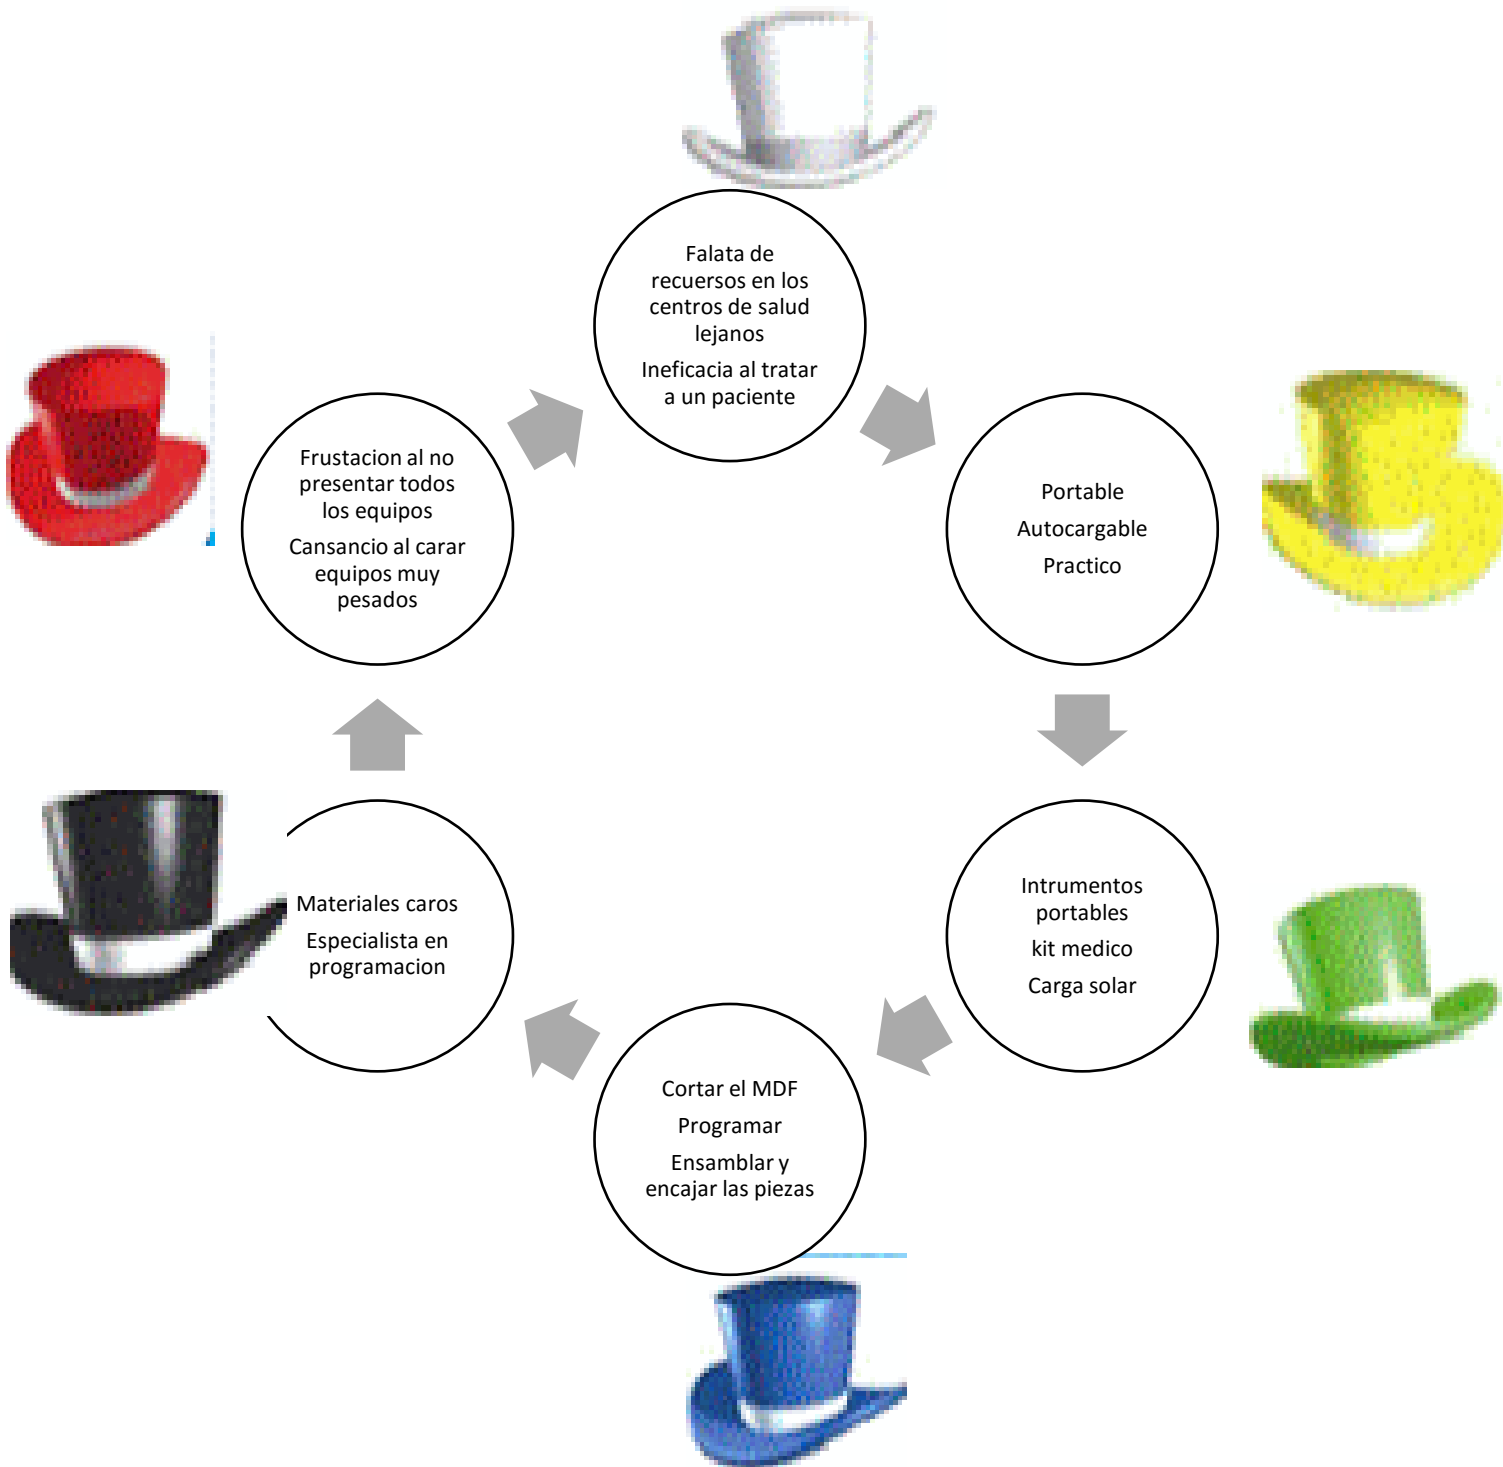 Falata de
recuersos en los
centros de salud
lejanos
Ineficacia al tratar
a un paciente
Portable
Autocargable
Practico
Intrumentos
portables
kit medico
Carga solar
Cortar el MDF
Programar
Ensamblar y
encajar las piezas
Materiales caros
Especialista en
programacion
Frustacion al no
presentar todos
los equipos
Cansancio al carar
equipos muy
pesados